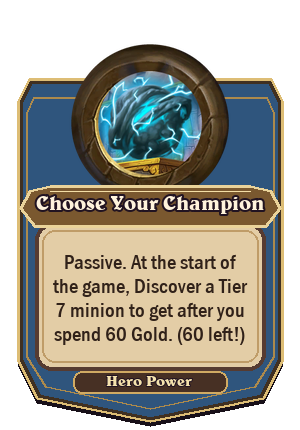 Choose Your Champion
Passive. At the start of
the game, Discover a Tier
7 minion to get after you
spend 60 Gold. (60 left!)
Hero Power